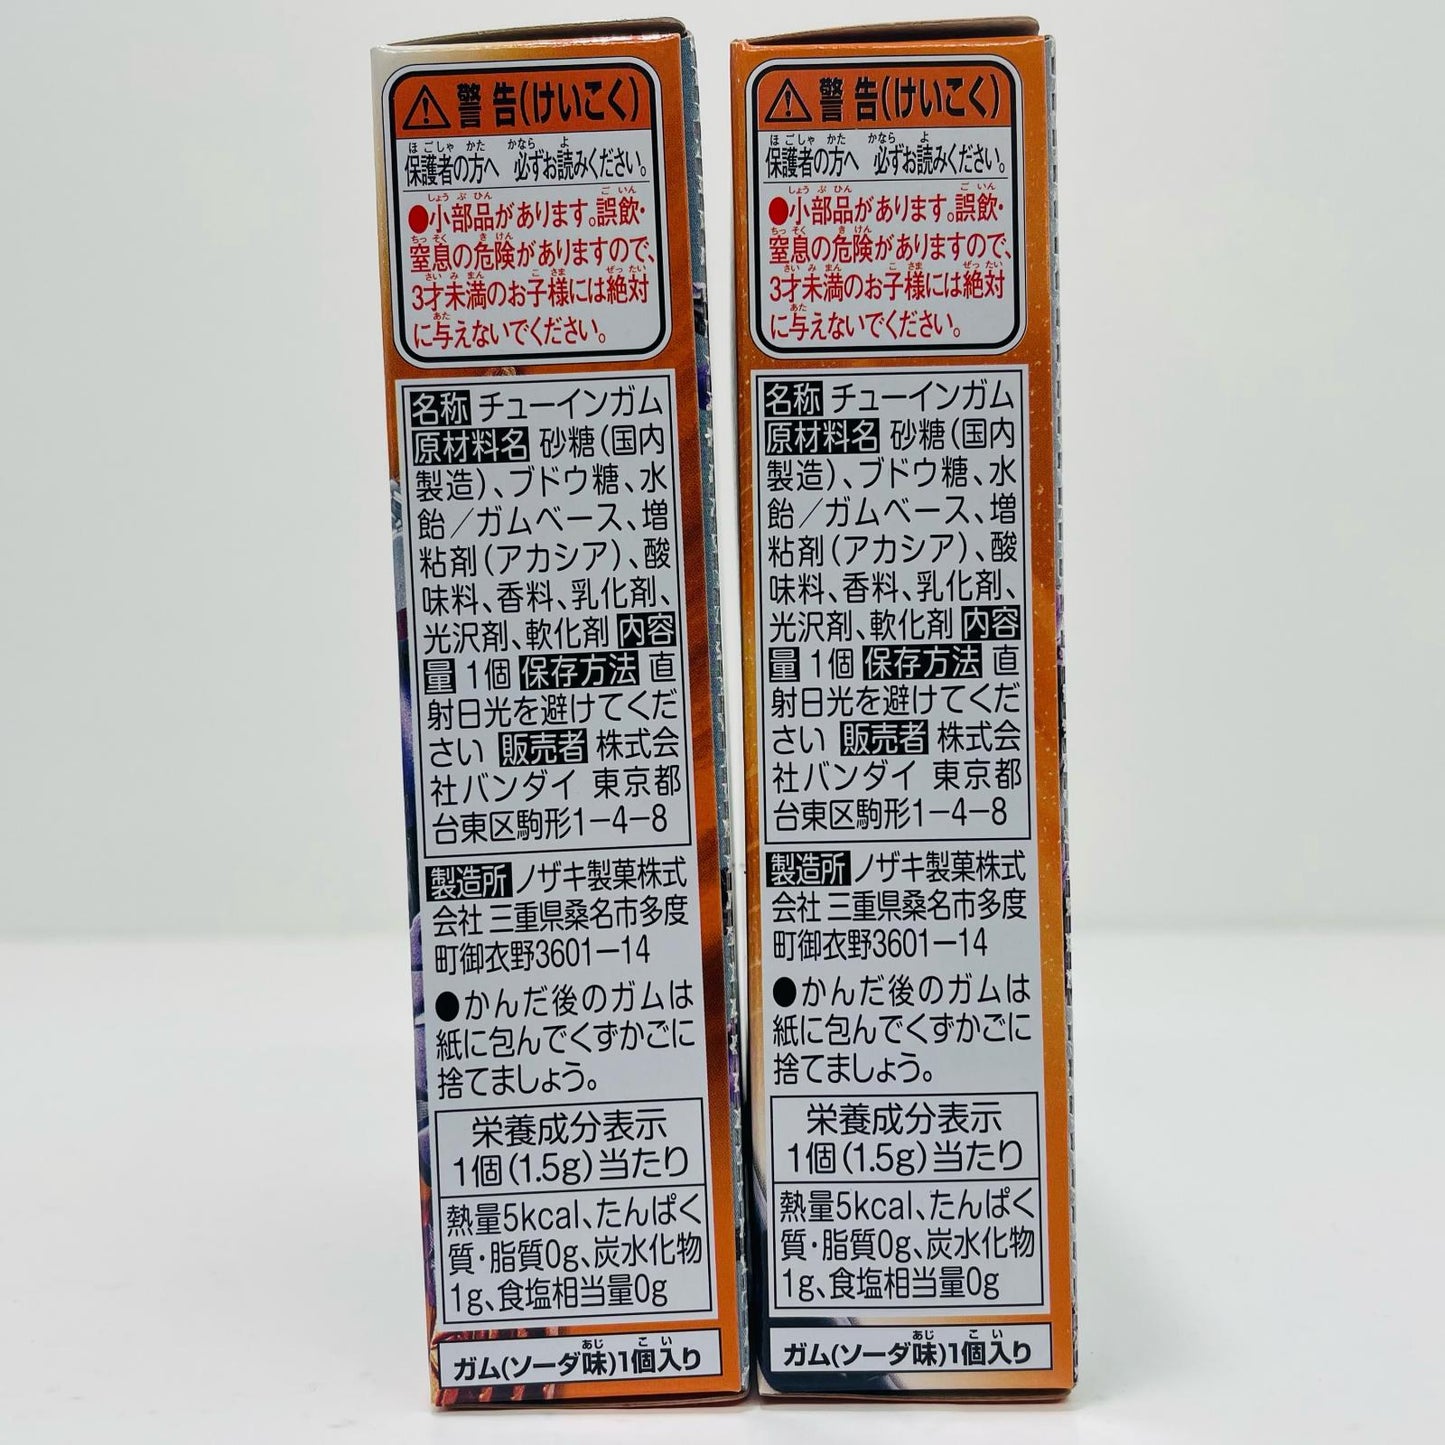 警告(けいこく)
ほごしゃ かた かなら よ
保護者の方へ 必ずお読みください。
しょうぶひん ごいん
●小部品があります。誤飲・
ちっそく きけん
窒息の危険がありますので、
さいみまん こさま ぜったい
3才未満のお子様には絶対
あた
に与えないでください。
名称 チューインガム
原材料名 砂糖(国内
製造)、ブドウ糖、水
飴/ガムベース、増
粘剤(アカシア)、酸
味料、香料、乳化剤、
光沢剤、軟化剤 内容
量 1個 保存方法 直
射日光を避けてくだ
さい 販売者 株式会
社バンダイ 東京都
台東区駒形1-4-8
製造所 ノザキ製菓株式
会社 三重県桑名市多度
町御衣野3601-14
●かんだ後のガムは
紙に包んでくずかごに
捨てましょう。
栄養成分表示
1個(1.5g)当たり
熱量5kcal、たんぱく
質・脂質0g、炭水化物
1g、食塩相当量0g
あじ こい
ガム(ソーダ味)1個入り
警告(けいこく)
ほごしゃ かた かなら よ
保護者の方へ 必ずお読みください。
しょうぶひん ごいん
●小部品があります。誤飲・
ちっそく きけん
窒息の危険がありますので、
さいみまん こさま ぜったい
3才未満のお子様には絶対
あた
に与えないでください。
名称 チューインガム
原材料名 砂糖(国内
製造)、ブドウ糖、水
飴/ガムベース、増
粘剤(アカシア)、酸
味料、香料、乳化剤、
光沢剤、軟化剤 内容
量 1個 保存方法 直
射日光を避けてくだ
さい 販売者 株式会
社バンダイ 東京都
台東区駒形1-4-8
製造所 ノザキ製菓株式
会社 三重県桑名市多度
町御衣野3601-14
●かんだ後のガムは
紙に包んでくずかごに
捨てましょう。
栄養成分表示
1個(1.5g)当たり
熱量5kcal、たんぱく
質・脂質0g、炭水化物
1g、食塩相当量0g
あじ こい
ガム(ソーダ味)1個入り